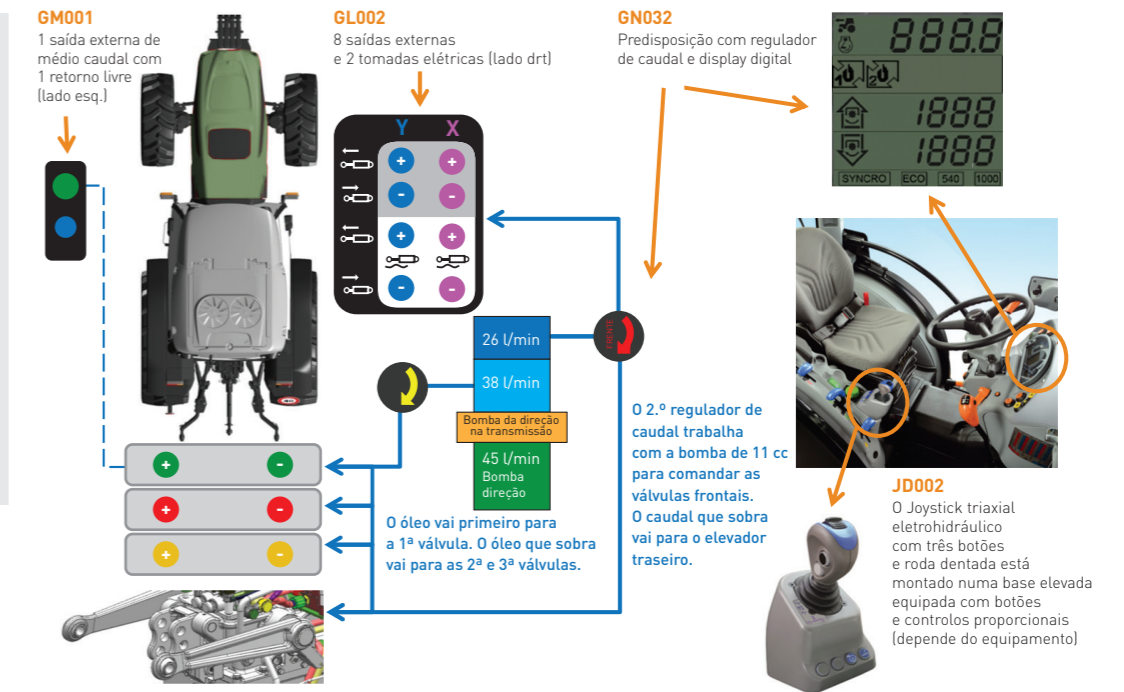 GM001
1 saída externa de
médio caudal com
1 retorno livre
(lado esq.)
GL002
8 saídas externas
e 2 tomadas elétricas (lado drt)
GN032
Predisposição com regulador
de caudal e display digital
888.8
1
2
1888
1888
SYNCRO ECO 540 1000
Y X
+ +
- -
+ +
- -
FRENTE
26 l/min
38 l/min
Bomba da direção
na transmissão
45 l/min
Bomba
direção
+ -
+ -
+ -
O óleo vai primeiro para
a 1ª válvula. O óleo que sobra
vai para as 2ª e 3ª válvulas.
O 2.º regulador de
caudal trabalha
com a bomba de 11 cc
para comandar as
válvulas frontais.
O caudal que sobra
vai para o elevador
traseiro.
JD002
O Joystick triaxial
eletrohidráulico
com três botões
e roda dentada está
montado numa base elevada
equipada com botões
e controlos proporcionais
(depende do equipamento)